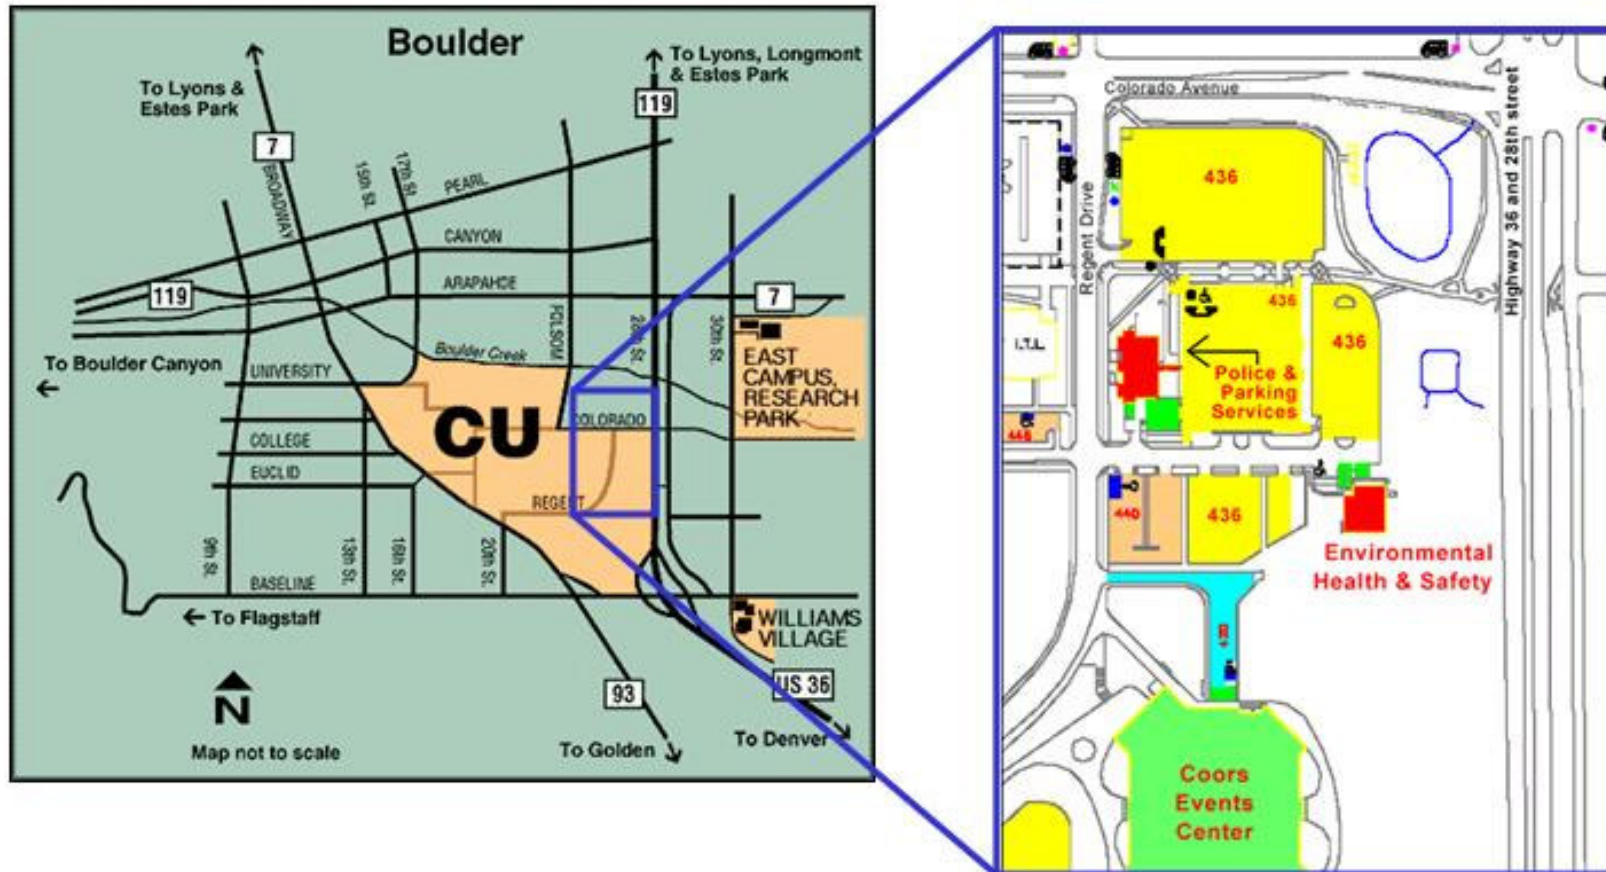 Boulder
To Lyons &
Estes Park
To Lyons, Longmont
& Estes Park
119
7
BROADWAY
15th St.
17th St.
PEARL
CANYON
ARAPAHOE
119
7
FOLSOM
28th St.
30th St.
Boulder Creek
To Boulder Canyon
UNIVERSITY
EAST
CAMPUS,
RESEARCH
PARK
CU
COLORADO
COLLEGE
EUCLID
REGENT
9th St.
13th St.
16th St.
20th St.
BASELINE
To Flagstaff
WILLIAMS
VILLAGE
N
Map not to scale
93
US 36
To Golden
To Denver
Colorado Avenue
Highway 36 and 28th street
Regent Drive
436
436
436
I.T.L.
Police &
Parking
Services
440
436
Environmental
Health & Safety
Coors
Events
Center